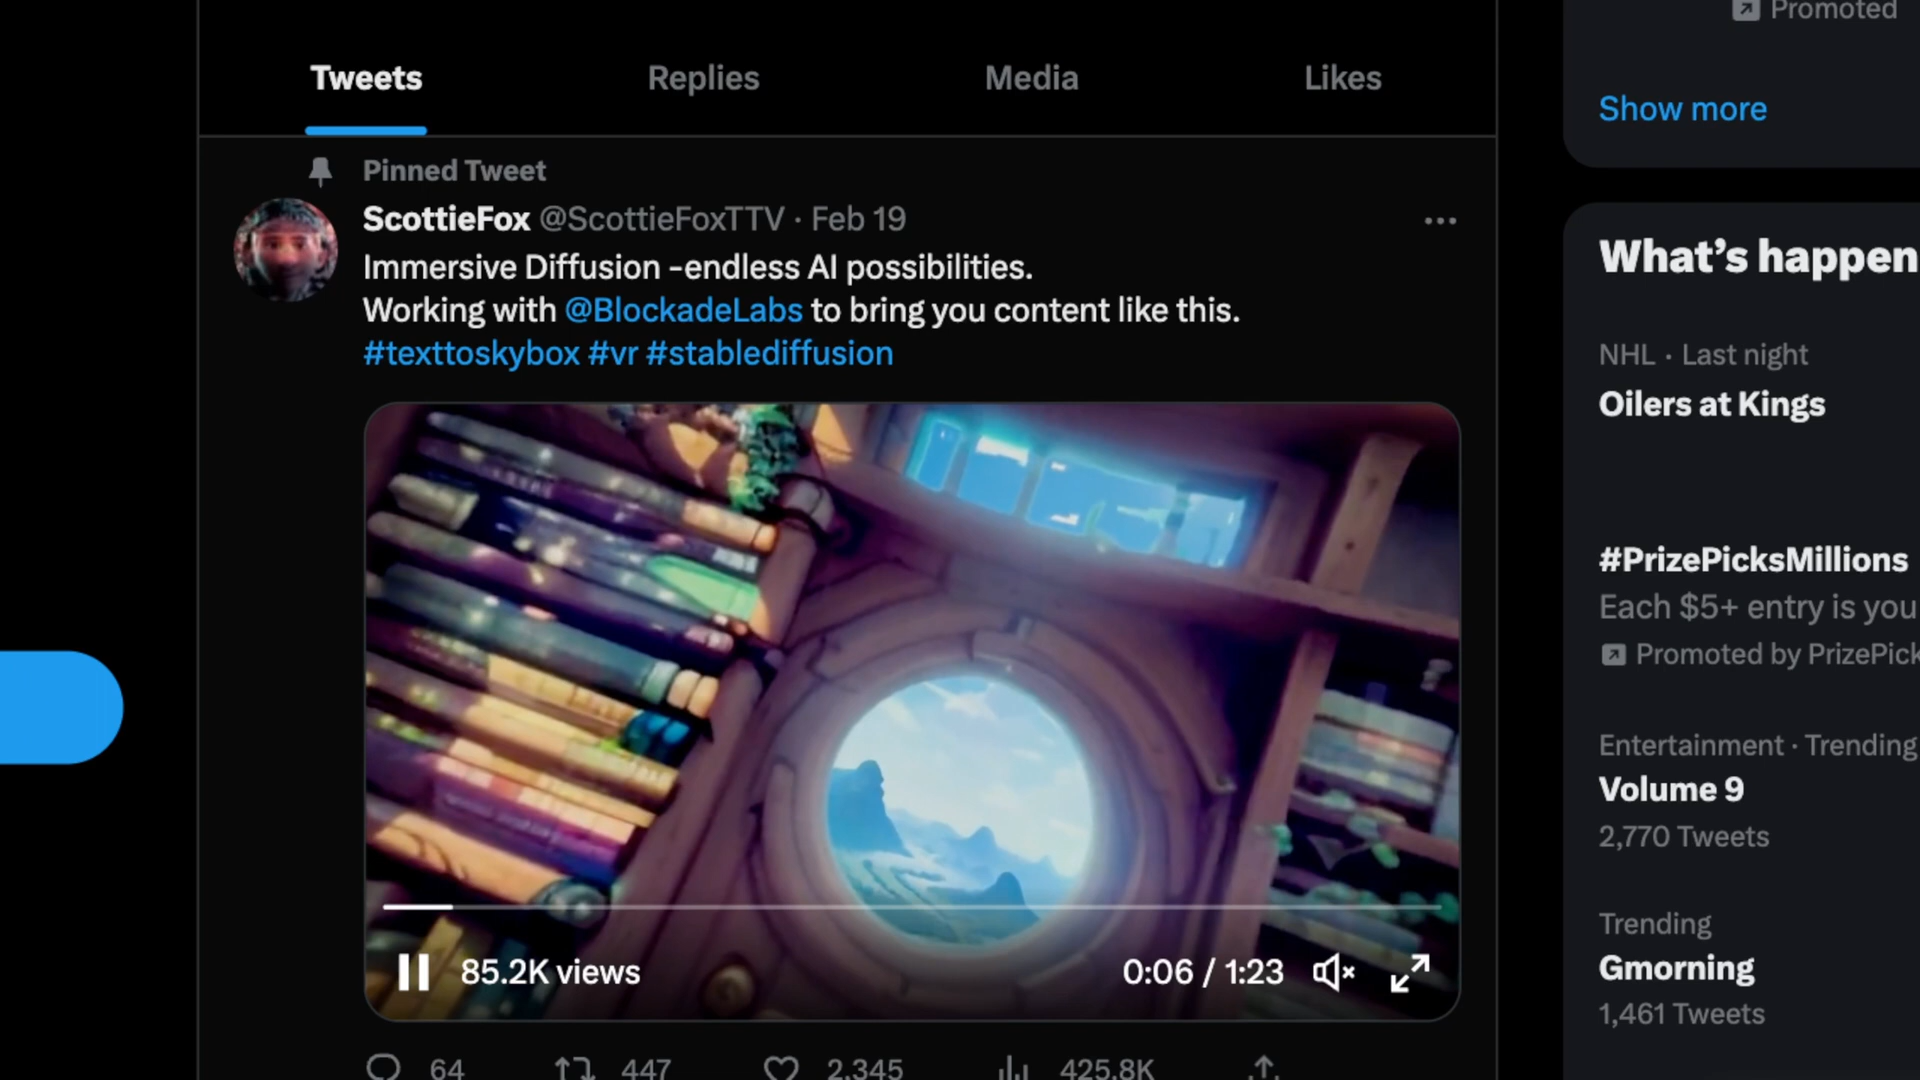 Promoted
Tweets
Replies
Media
Likes
Show more
Pinned Tweet
ScottieFox @ScottieFoxTTV · Feb 19
Immersive Diffusion -endless AI possibilities.
Working with @BlockadeLabs to bring you content like this.
#texttoskybox #vr #stablediffusion
85.2K views
0:06 / 1:23
64
447
2,345
425.8K
What's happen
NHL · Last night
Oilers at Kings
#PrizePicksMillions
Each $5+ entry is you
Promoted by PrizePick
Entertainment · Trending
Volume 9
2,770 Tweets
Trending
Gmorning
1,461 Tweets